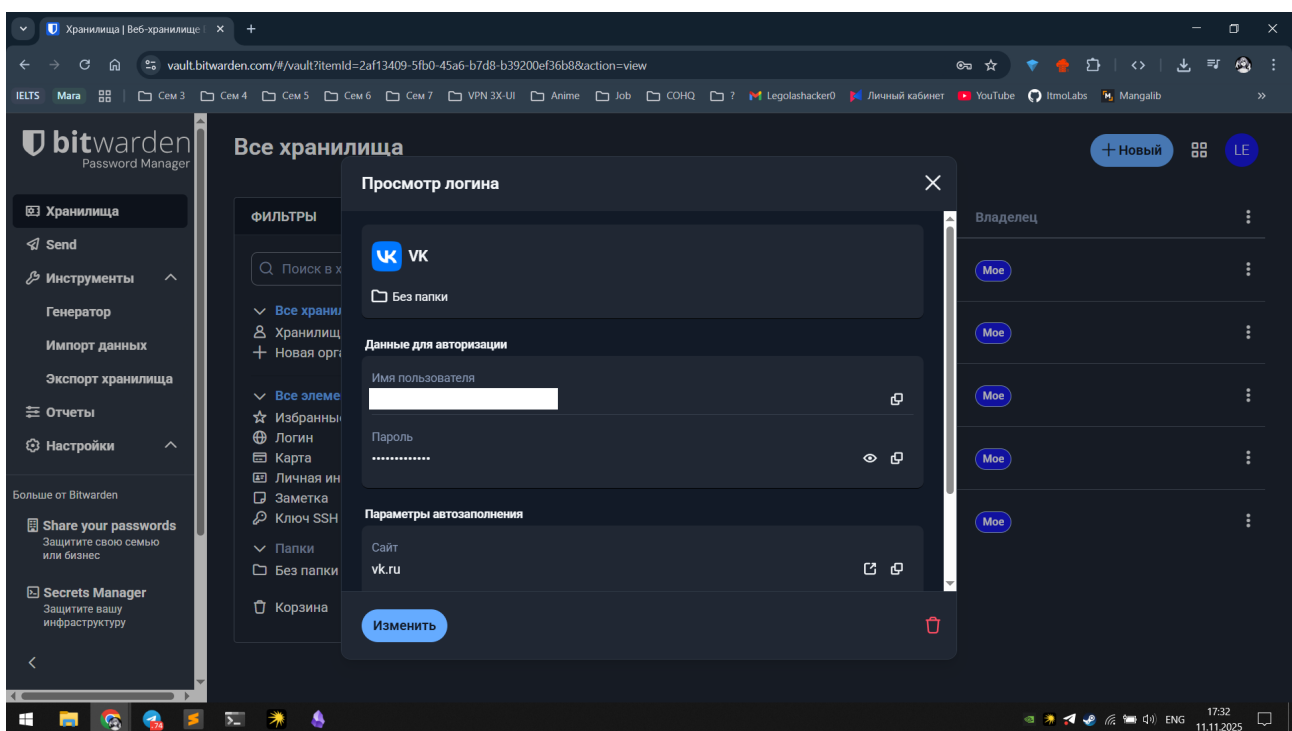 Хранилища | Веб-хранилище
vault.bitwarden.com/#/vault?itemId=2af13409-5fb0-45a6-b7d8-b39200ef36b8&action=view
IELTS Mara Сем 3 Сем 4 Сем 5 Сем 6 Сем 7 VPN 3X-UI Anime Job СОНQ ? Legolashacker0 Личный кабинет YouTube ItmoLabs Mangalib »
bitwarden
Password Manager
Хранилища
Send
Инструменты
Генератор
Импорт данных
Экспорт хранилища
Отчеты
Настройки
Больше от Bitwarden
Share your passwords
Защитите свою семью
или бизнес
Secrets Manager
Защитите вашу
инфраструктуру
Все хранилища
Новый
LE
ФИЛЬТРЫ
Поиск в х
Все хранил
Хранилищ
Новая орга
Все элеме
Избранны
Логин
Карта
Личная ин
Заметка
Ключ SSH
Папки
Без папки
Корзина
Просмотр логина
VK
Без папки
Данные для авторизации
Имя пользователя
Пароль
•••••••••••••
Параметры автозаполнения
Сайт
vk.ru
Изменить
Владелец
Мое
Мое
Мое
Мое
Мое
74
ENG
17:32
11.11.2025